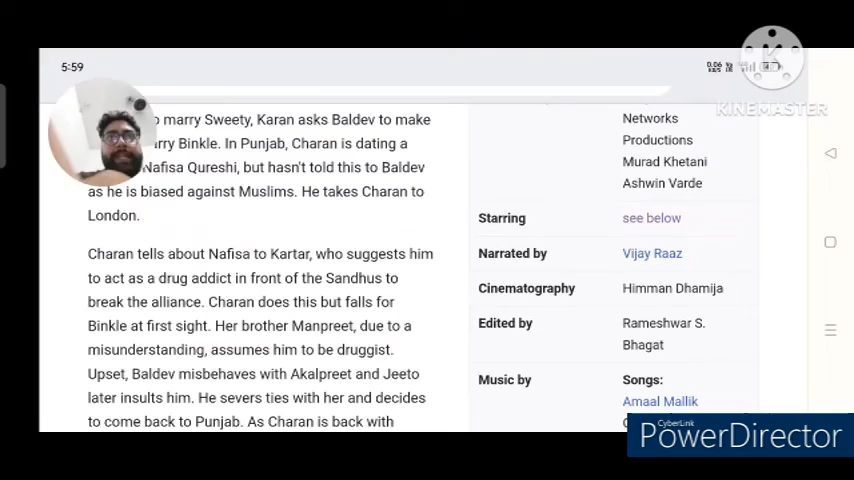 5:59
0.06
KB/S
KINEMASTER
marry Sweety, Karan asks Baldev to make
Binkle. In Punjab, Charan is dating a
Nafisa Qureshi, but hasn't told this to Baldev
as he is biased against Muslims. He takes Charan to
London.
Charan tells about Nafisa to Kartar, who suggests him
to act as a drug addict in front of the Sandhus to
break the alliance. Charan does this but falls for
Binkle at first sight. Her brother Manpreet, due to a
misunderstanding, assumes him to be druggist.
Upset, Baldev misbehaves with Akalpreet and Jeeto
later insults him. He severs ties with her and decides
to come back to Punjab. As Charan is back with
Networks
Productions
Murad Khetani
Ashwin Varde
Starring see below
Narrated by Vijay Raaz
Cinematography Himman Dhamija
Edited by Rameshwar S.
Bhagat
Music by Songs:
Amaal Mallik
CyberLink
PowerDirector